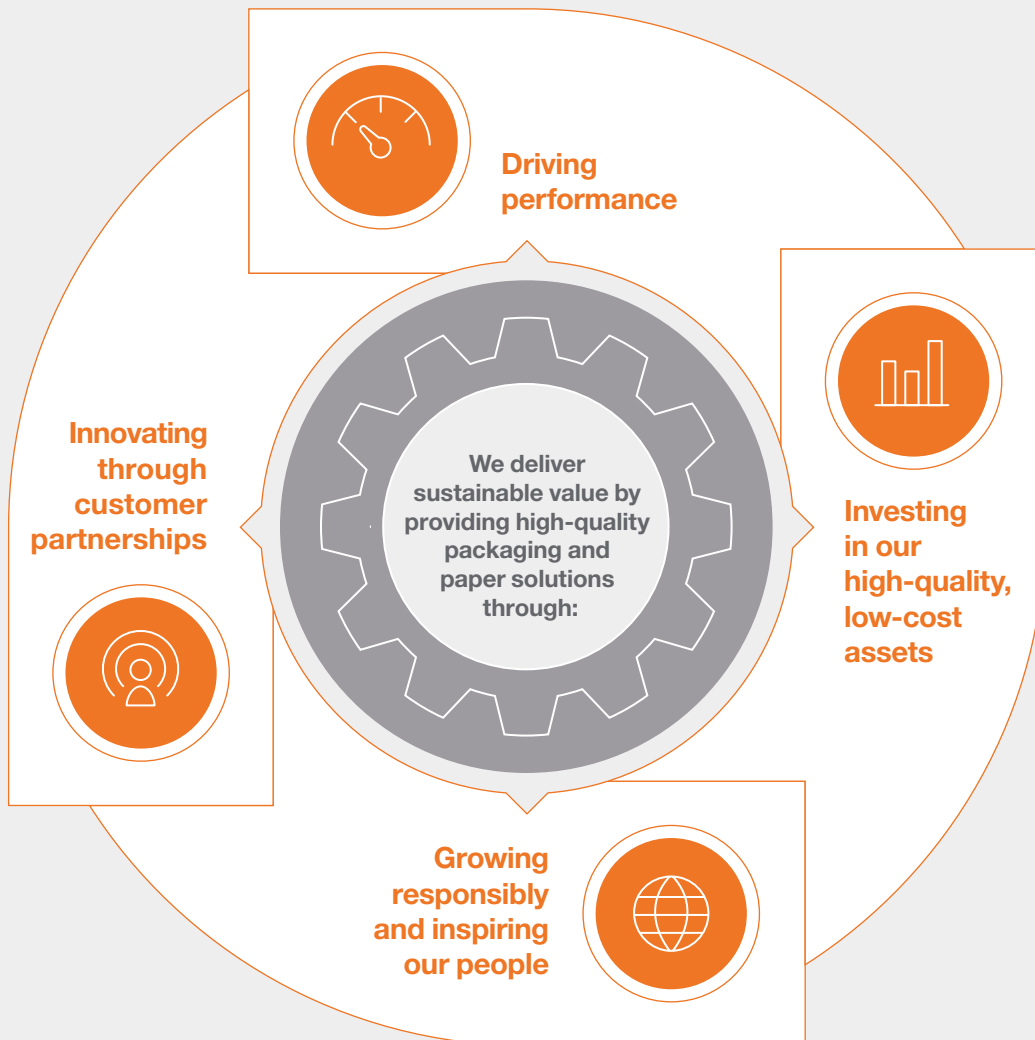 Driving
performance
We deliver
sustainable value by
providing high-quality
packaging and
paper solutions
through:
Investing
in our
high-quality,
low-cost
assets
Growing
responsibly
and inspiring
our people
Innovating
through
customer
partnerships